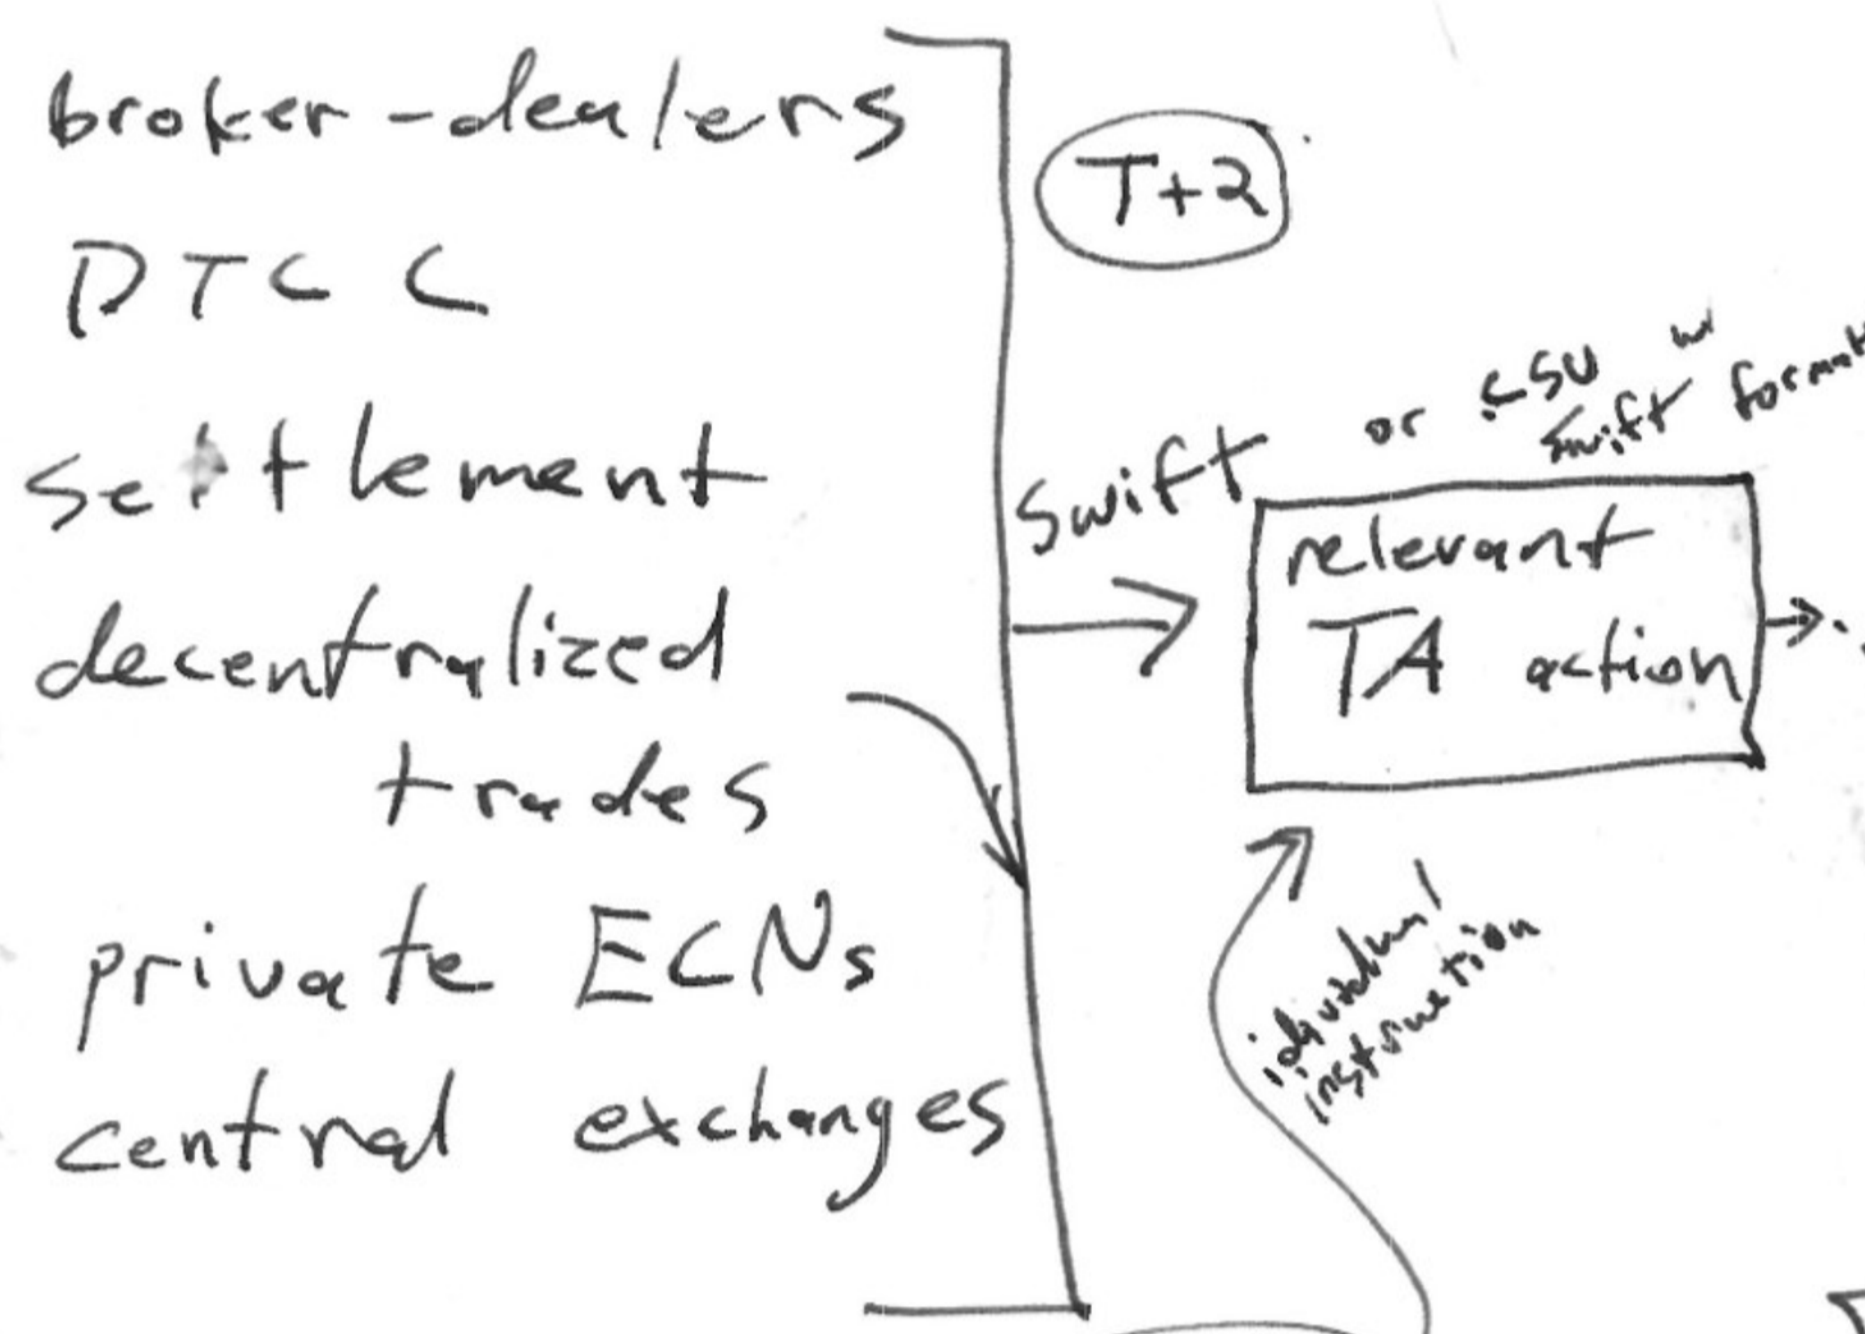 broker-dealers
DTCC
settlement
decentralized
trades
private ECNs
central exchanges
T+2
Swift or .csv w/
Swift format
relevant
TA action
individual
instruction